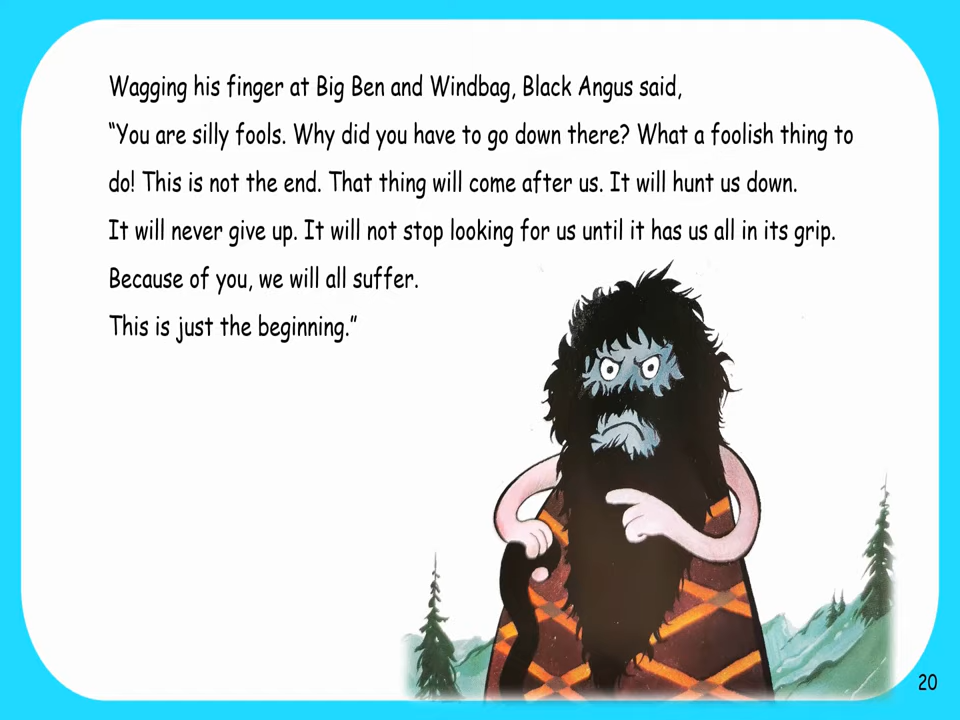 Wagging his finger at Big Ben and Windbag, Black Angus said,
“You are silly fools. Why did you have to go down there? What a foolish thing to
do! This is not the end. That thing will come after us. It will hunt us down.
It will never give up. It will not stop looking for us until it has us all in its grip.
Because of you, we will all suffer.
This is just the beginning.”
20